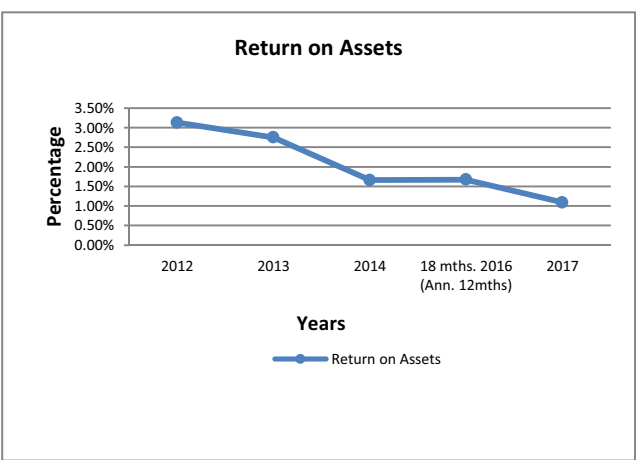 Return on Assets
Percentage
3.50%
3.00%
2.50%
2.00%
1.50%
1.00%
0.50%
0.00%
2012 2013 2014 18 mths. 2016 2017
(Ann. 12mths)
Years
Return on Assets